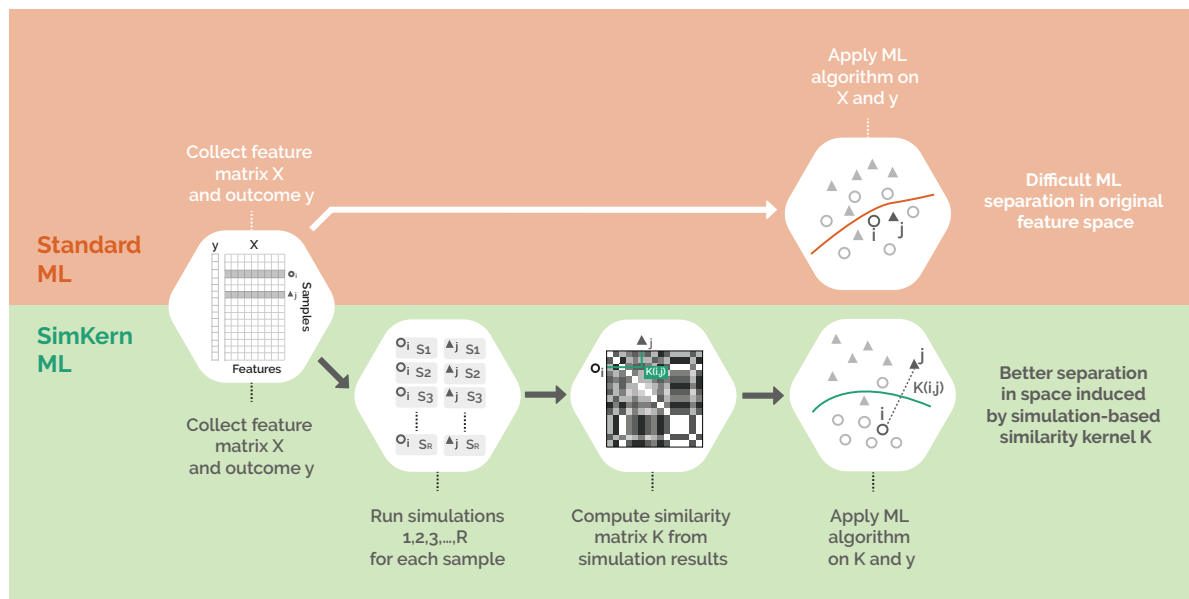 Apply ML
algorithm on
X and y
Collect feature
matrix X
and outcome y
Difficult ML
separation in original
feature space
i
j
Standard
ML
y
X
i
j
Samples
Features
SimKern
ML
i S1
j S1
i S2
j S2
i S3
j S3
i SR
j SR
j
i
K(i,j)
j
K(i,j)
i
Better separation
in space induced
by simulation-based
similarity kernel K
Collect feature
matrix X
and outcome y
Run simulations
1,2,3,...,R
for each sample
Compute similarity
matrix K from
simulation results
Apply ML
algorithm
on K and y